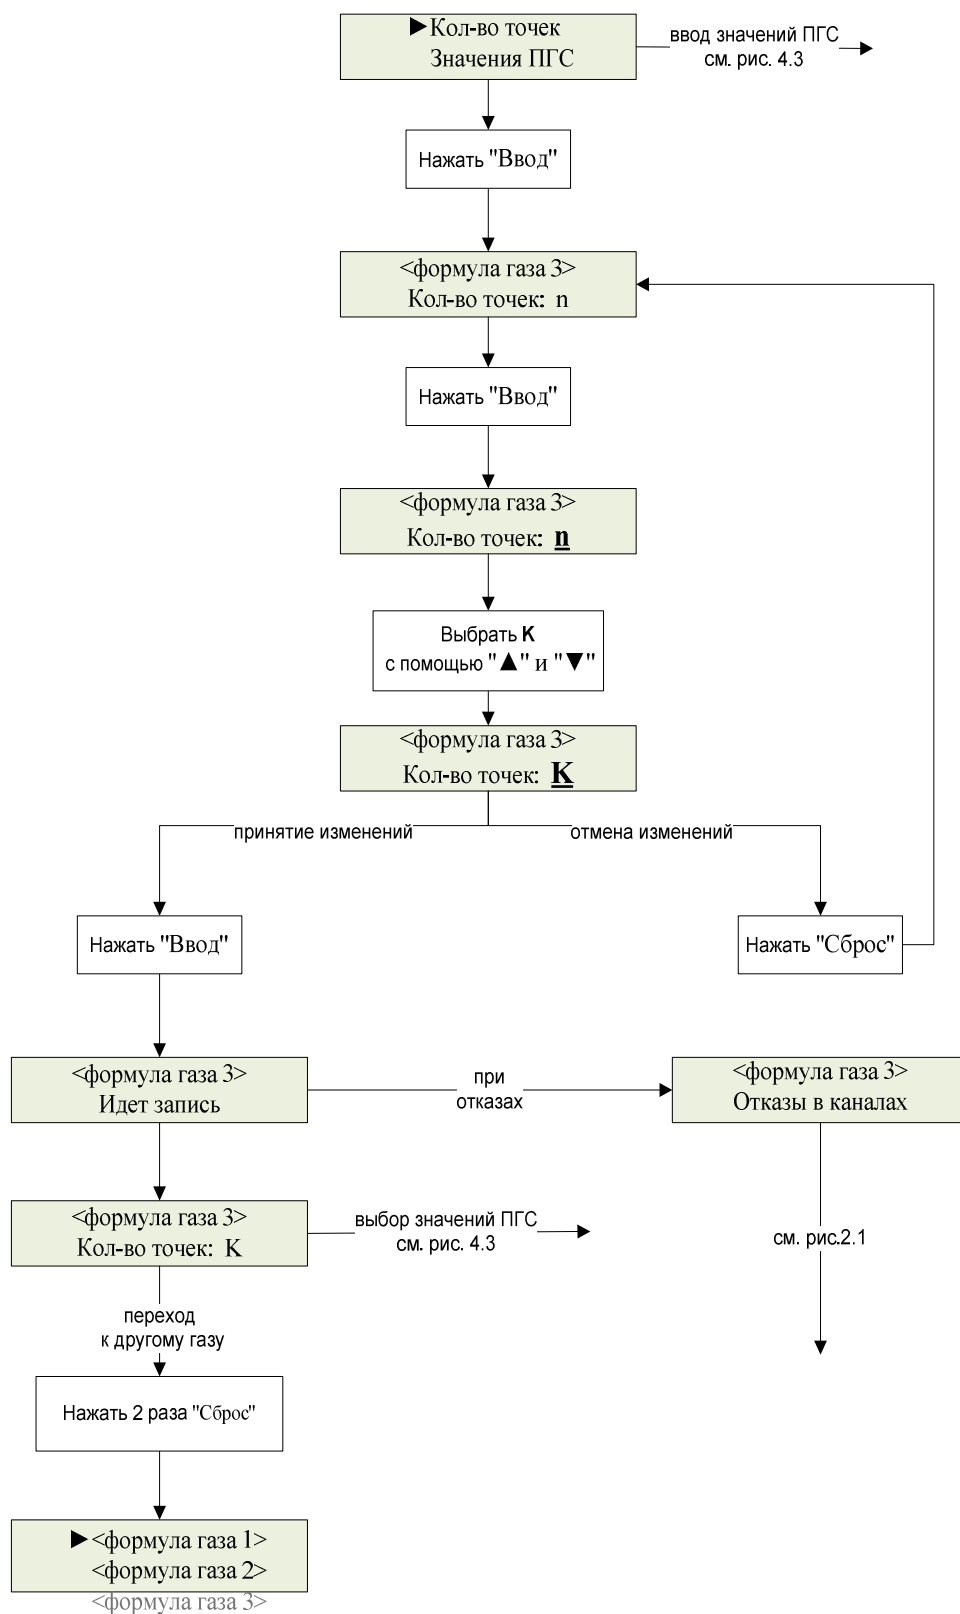 ▶Кол-во точек
Значения ПГС
ввод значений ПГС
см. рис. 4.3
Нажать "Ввод"
<формула газа 3>
Кол-во точек: n
Нажать "Ввод"
<формула газа 3>
Кол-во точек: n
Выбрать K
с помощью "▲" и "▼"
<формула газа 3>
Кол-во точек: K
принятие изменений
отмена изменений
Нажать "Ввод"
Нажать "Сброс"
<формула газа 3>
Идет запись
при
отказах
<формула газа 3>
Отказы в каналах
<формула газа 3>
Кол-во точек: K
выбор значений ПГС
см. рис. 4.3
см. рис.2.1
переход
к другому газу
Нажать 2 раза "Сброс"
▶<формула газа 1>
<формула газа 2>
<формула газа 3>